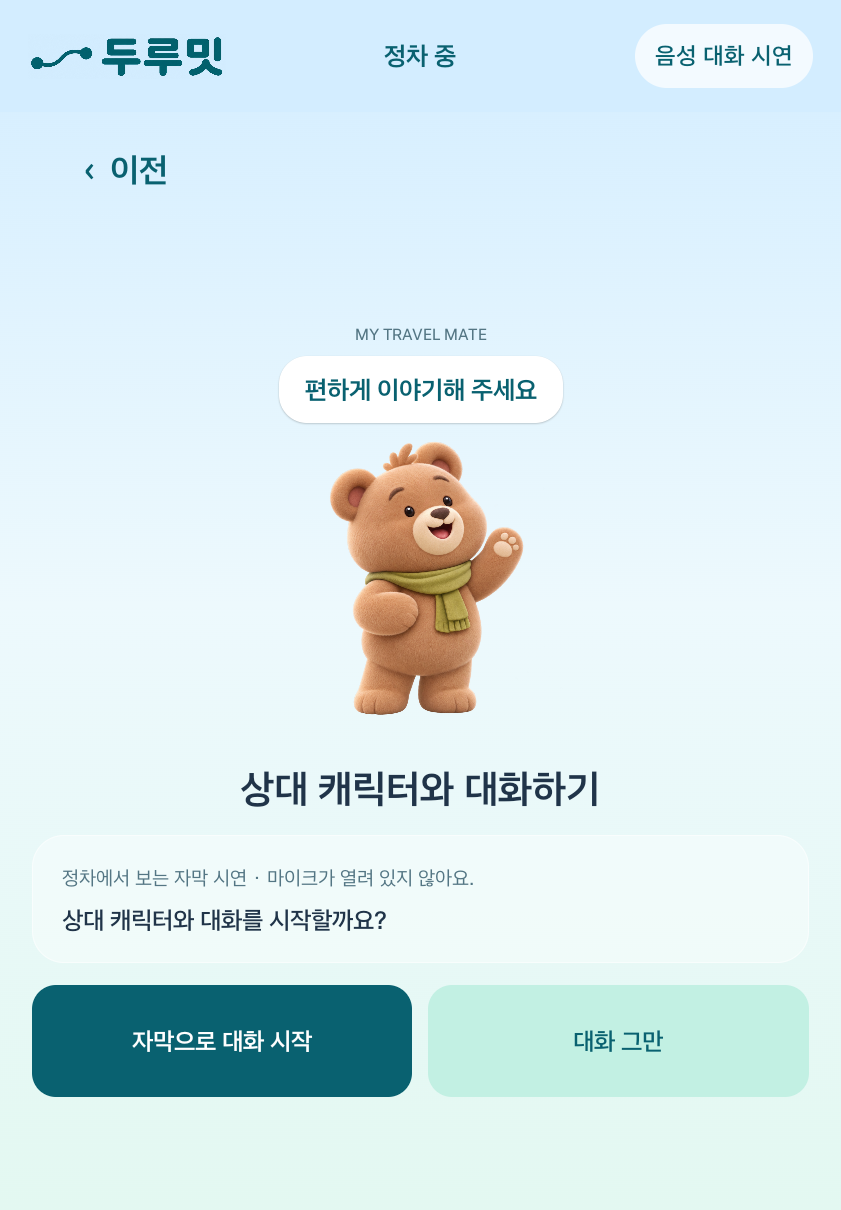 두루밋
정차 중
음성 대화 시연
‹ 이전
MY TRAVEL MATE
편하게 이야기해 주세요
상대 캐릭터와 대화하기
정차에서 보는 자막 시연 · 마이크가 열려 있지 않아요.
상대 캐릭터와 대화를 시작할까요?
자막으로 대화 시작
대화 그만